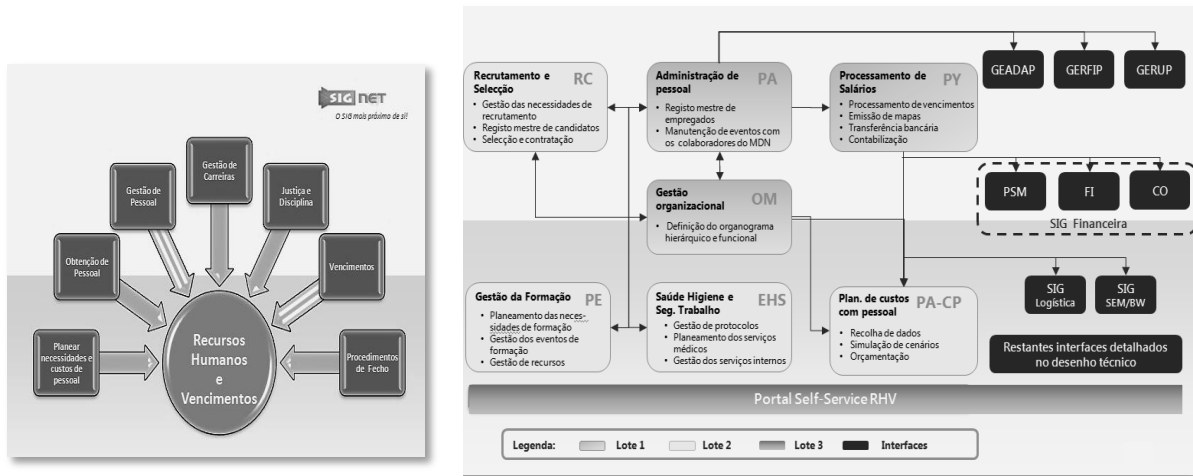 SIG NET
O SIG mais próximo de si!
Gestão de
Carreiras
Gestão de
Pessoal
Justiça e
Disciplina
Obtenção de
Pessoal
Vencimentos
Planear
necessidades e
custos de
pessoal
Procedimentos
de Fecho
Recursos
Humanos
e
Vencimentos
Recrutamento e
Selecção
RC
• Gestão das necessidades de
recrutamento
• Registo mestre de candidatos
• Selecção e contratação
Administração de
pessoal
PA
• Registo mestre de
empregados
• Manutenção de eventos com
os colaboradores do MDN
Processamento de
Salários
PY
• Processamento de vencimentos
• Emissão de mapas
• Transferência bancária
• Contabilização
GEADAP
GERFIP
GERUP
Gestão
organizacional
OM
• Definição do organograma
hierárquico e funcional
PSM
FI
CO
SIG Financeira
Gestão da Formação
PE
• Planeamento das neces-
sidades de formação
• Gestão dos eventos de
formação
• Gestão de recursos
Saúde Higiene e
Seg. Trabalho
EHS
• Gestão de protocolos
• Planeamento dos serviços
médicos
• Gestão dos serviços internos
Plan. de custos
com pessoal
PA-CP
• Recolha de dados
• Simulação de cenários
• Orçamentação
SIG
Logística
SIG
SEM/BW
Restantes interfaces detalhados
no desenho técnico
Portal Self-Service RHV
Legenda:
Lote 1
Lote 2
Lote 3
Interfaces